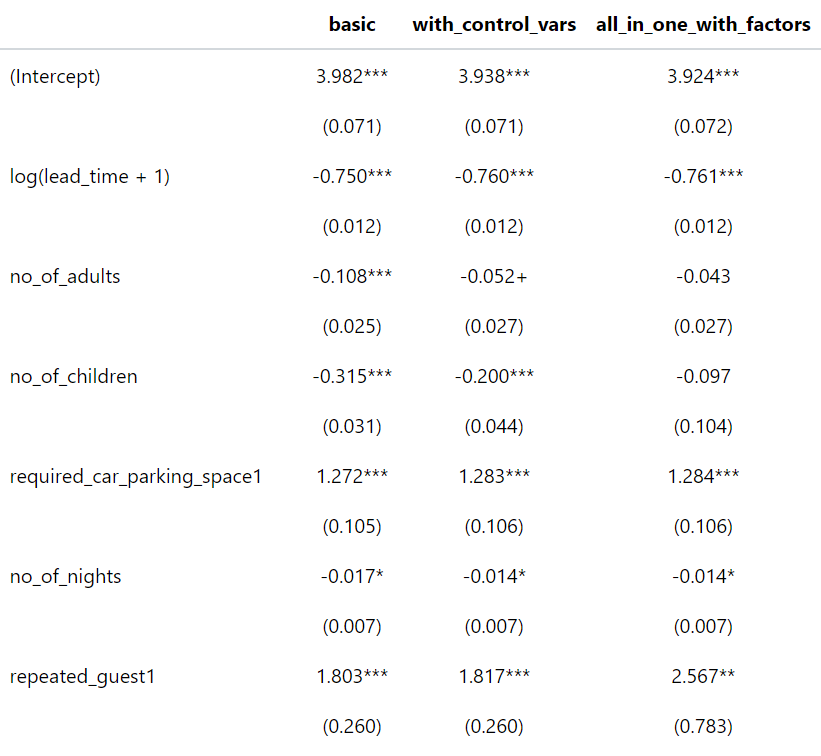 basic with_control_vars all_in_one_with_factors
(Intercept) 3.982*** 3.938*** 3.924***
(0.071) (0.071) (0.072)
log(lead_time + 1) -0.750*** -0.760*** -0.761***
(0.012) (0.012) (0.012)
no_of_adults -0.108*** -0.052+ -0.043
(0.025) (0.027) (0.027)
no_of_children -0.315*** -0.200*** -0.097
(0.031) (0.044) (0.104)
required_car_parking_space1 1.272*** 1.283*** 1.284***
(0.105) (0.106) (0.106)
no_of_nights -0.017* -0.014* -0.014*
(0.007) (0.007) (0.007)
repeated_guest1 1.803*** 1.817*** 2.567**
(0.260) (0.260) (0.783)